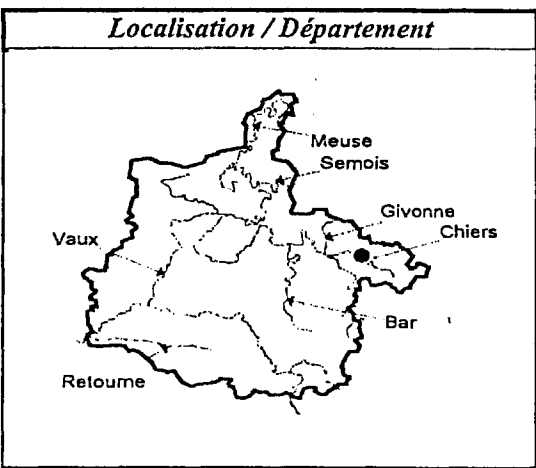 Localisation / Département
Meuse
Semois
Givonne
Chiers
Vaux
Bar
Retourne